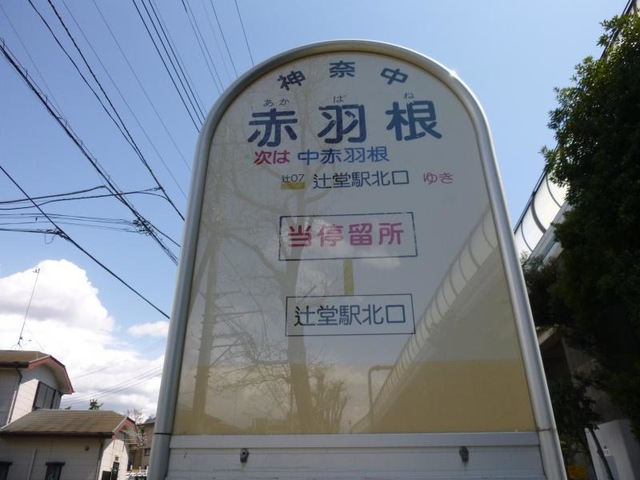 神奈中
あかばね
赤羽根
次は 中赤羽根
辻07 辻堂駅北口 ゆき
当停留所
辻堂駅北口